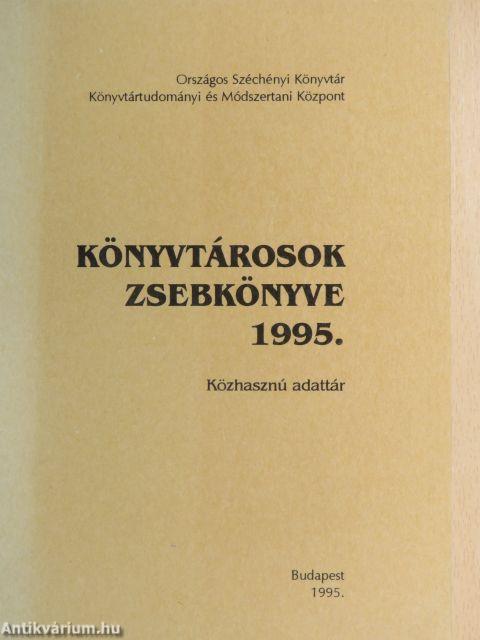 Országos Széchényi Könyvtár
Könyvtártudományi és Módszertani Központ
KÖNYVTÁROSOK
ZSEBKÖNYVE
1995.
Közhasznú adattár
Budapest
1995.
Antikvárium.hu